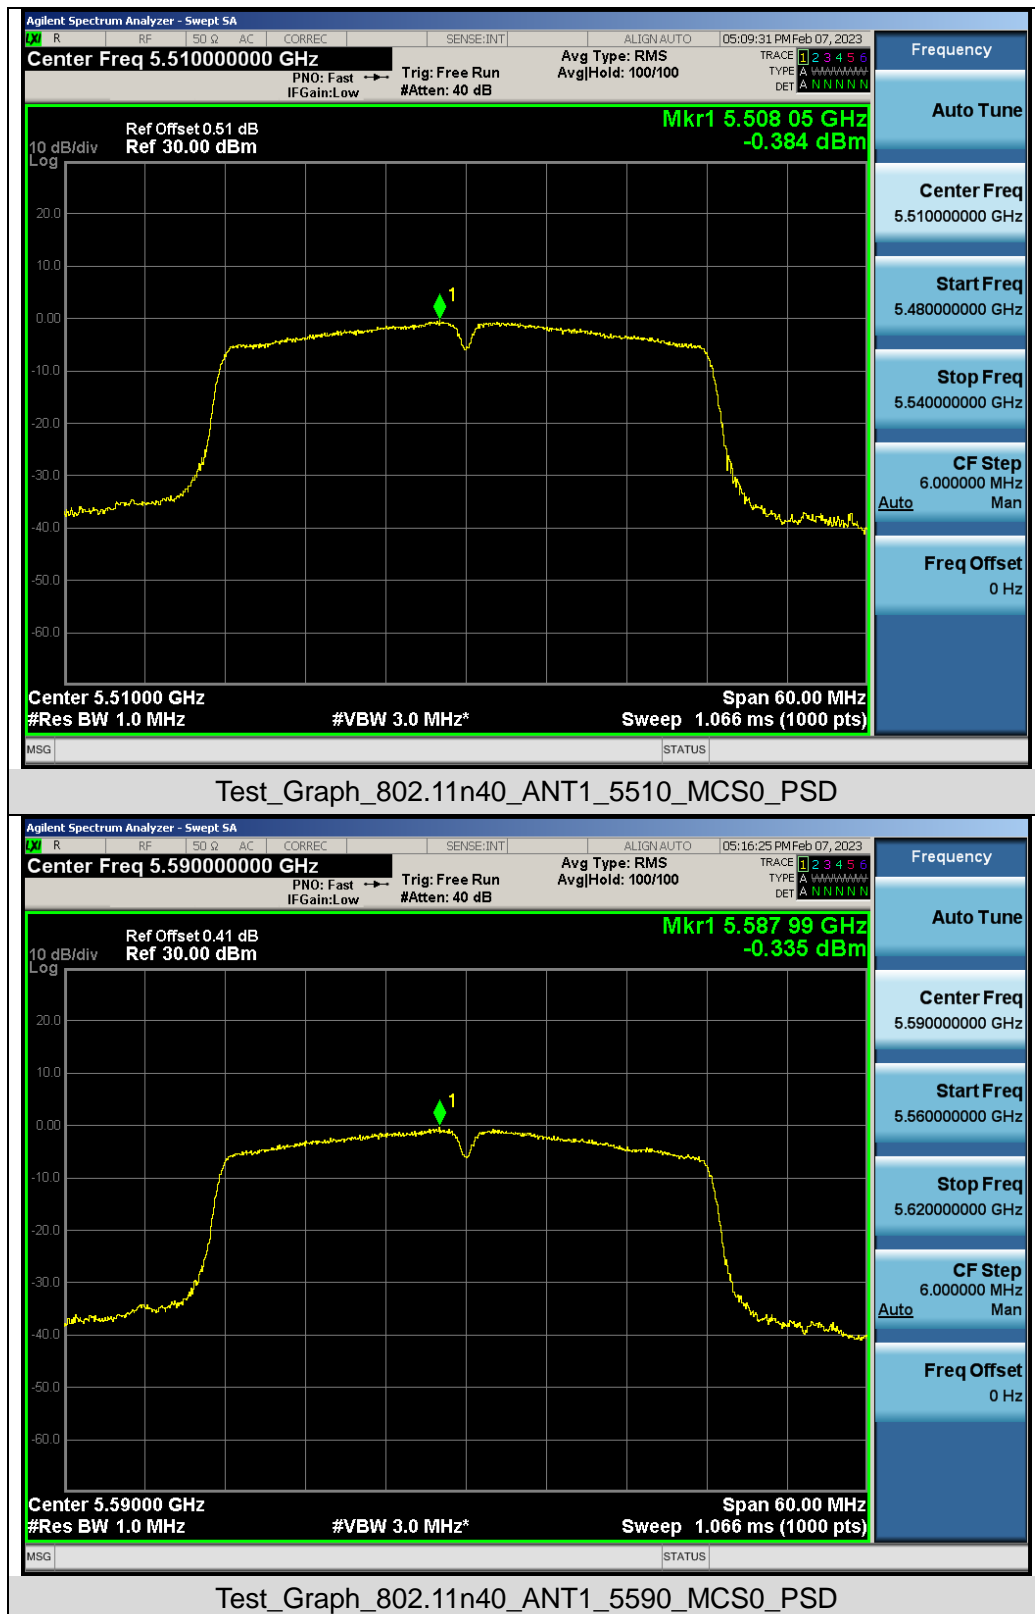 Agilent Spectrum Analyzer - Swept SA
LXI R RF 50 Ω AC CORREC SENSE:INT ALIGN AUTO 05:09:31 PM Feb 07, 2023
Center Freq 5.510000000 GHz
PNO: Fast
IFGain:Low
Trig: Free Run
#Atten: 40 dB
Avg Type: RMS
Avg|Hold: 100/100
TRACE 1 2 3 4 5 6
TYPE A WWWWW
DET A N N N N N
Mkr1 5.508 05 GHz
-0.384 dBm
Ref Offset 0.51 dB
10 dB/div Ref 30.00 dBm
Log
20.0
10.0
1
0.00
-10.0
-20.0
-30.0
-40.0
-50.0
-60.0
Center 5.51000 GHz Span 60.00 MHz
#Res BW 1.0 MHz #VBW 3.0 MHz* Sweep 1.066 ms (1000 pts)
MSG STATUS
Frequency
Auto Tune
Center Freq
5.510000000 GHz
Start Freq
5.480000000 GHz
Stop Freq
5.540000000 GHz
CF Step
6.000000 MHz
Auto Man
Freq Offset
0 Hz
Test_Graph_802.11n40_ANT1_5510_MCS0_PSD
Agilent Spectrum Analyzer - Swept SA
LXI R RF 50 Ω AC CORREC SENSE:INT ALIGN AUTO 05:16:25 PM Feb 07, 2023
Center Freq 5.590000000 GHz
PNO: Fast
IFGain:Low
Trig: Free Run
#Atten: 40 dB
Avg Type: RMS
Avg|Hold: 100/100
TRACE 1 2 3 4 5 6
TYPE A WWWWW
DET A N N N N N
Mkr1 5.587 99 GHz
-0.335 dBm
Ref Offset 0.41 dB
10 dB/div Ref 30.00 dBm
Log
20.0
10.0
1
0.00
-10.0
-20.0
-30.0
-40.0
-50.0
-60.0
Center 5.59000 GHz Span 60.00 MHz
#Res BW 1.0 MHz #VBW 3.0 MHz* Sweep 1.066 ms (1000 pts)
MSG STATUS
Frequency
Auto Tune
Center Freq
5.590000000 GHz
Start Freq
5.560000000 GHz
Stop Freq
5.620000000 GHz
CF Step
6.000000 MHz
Auto Man
Freq Offset
0 Hz
Test_Graph_802.11n40_ANT1_5590_MCS0_PSD